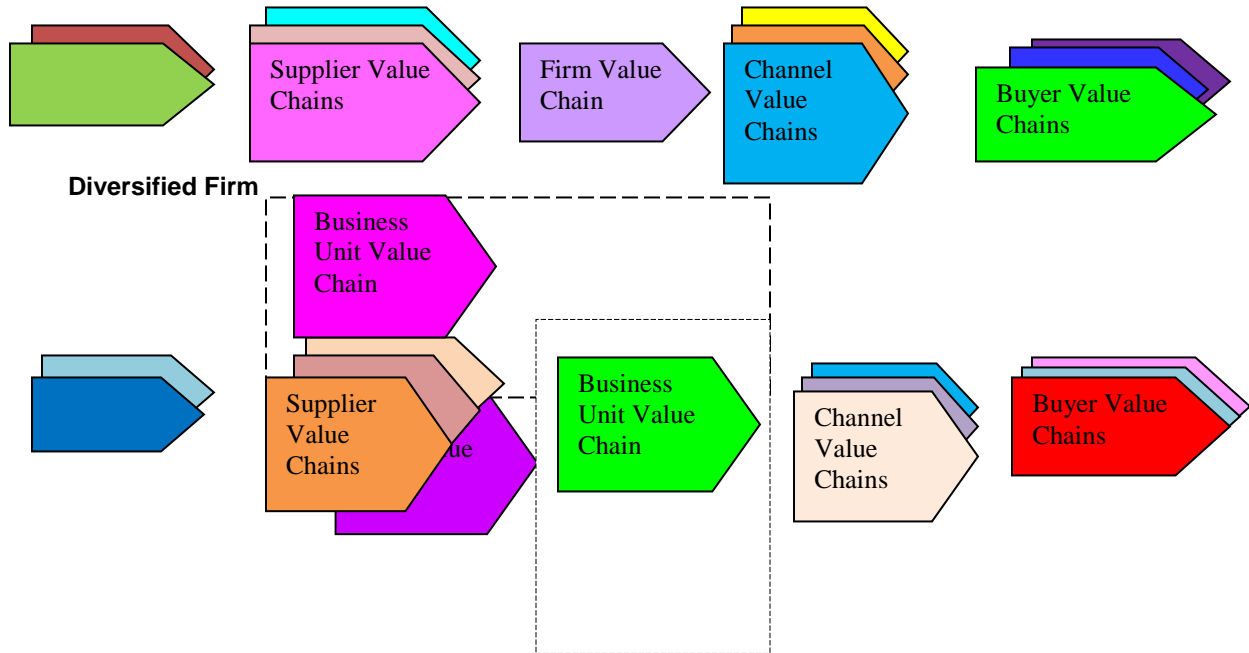 Supplier Value
Chains
Firm Value
Chain
Channel
Value
Chains
Buyer Value
Chains
Diversified Firm
Business
Unit Value
Chain
Supplier
Value
Chains
Business
Unit Value
Chain
Channel
Value
Chains
Buyer Value
Chains